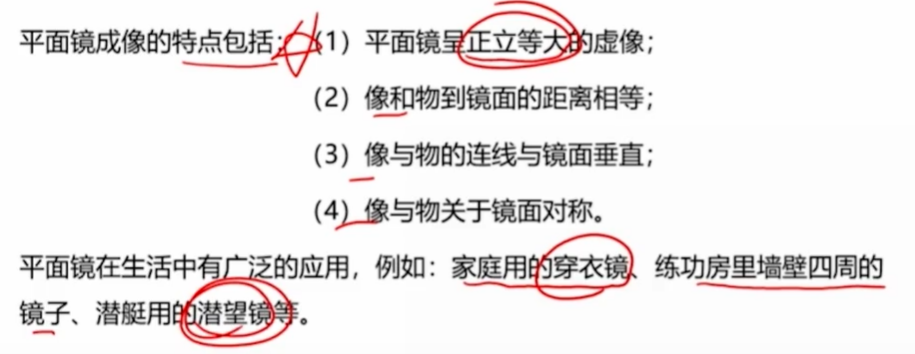 平面镜成像的特点包括：（1）平面镜呈正立等大的虚像；
（2）像和物到镜面的距离相等；
（3）像与物的连线与镜面垂直；
（4）像与物关于镜面对称。
平面镜在生活中有广泛的应用，例如：家庭用的穿衣镜、练功房里墙壁四周的
镜子、潜艇用的潜望镜等。